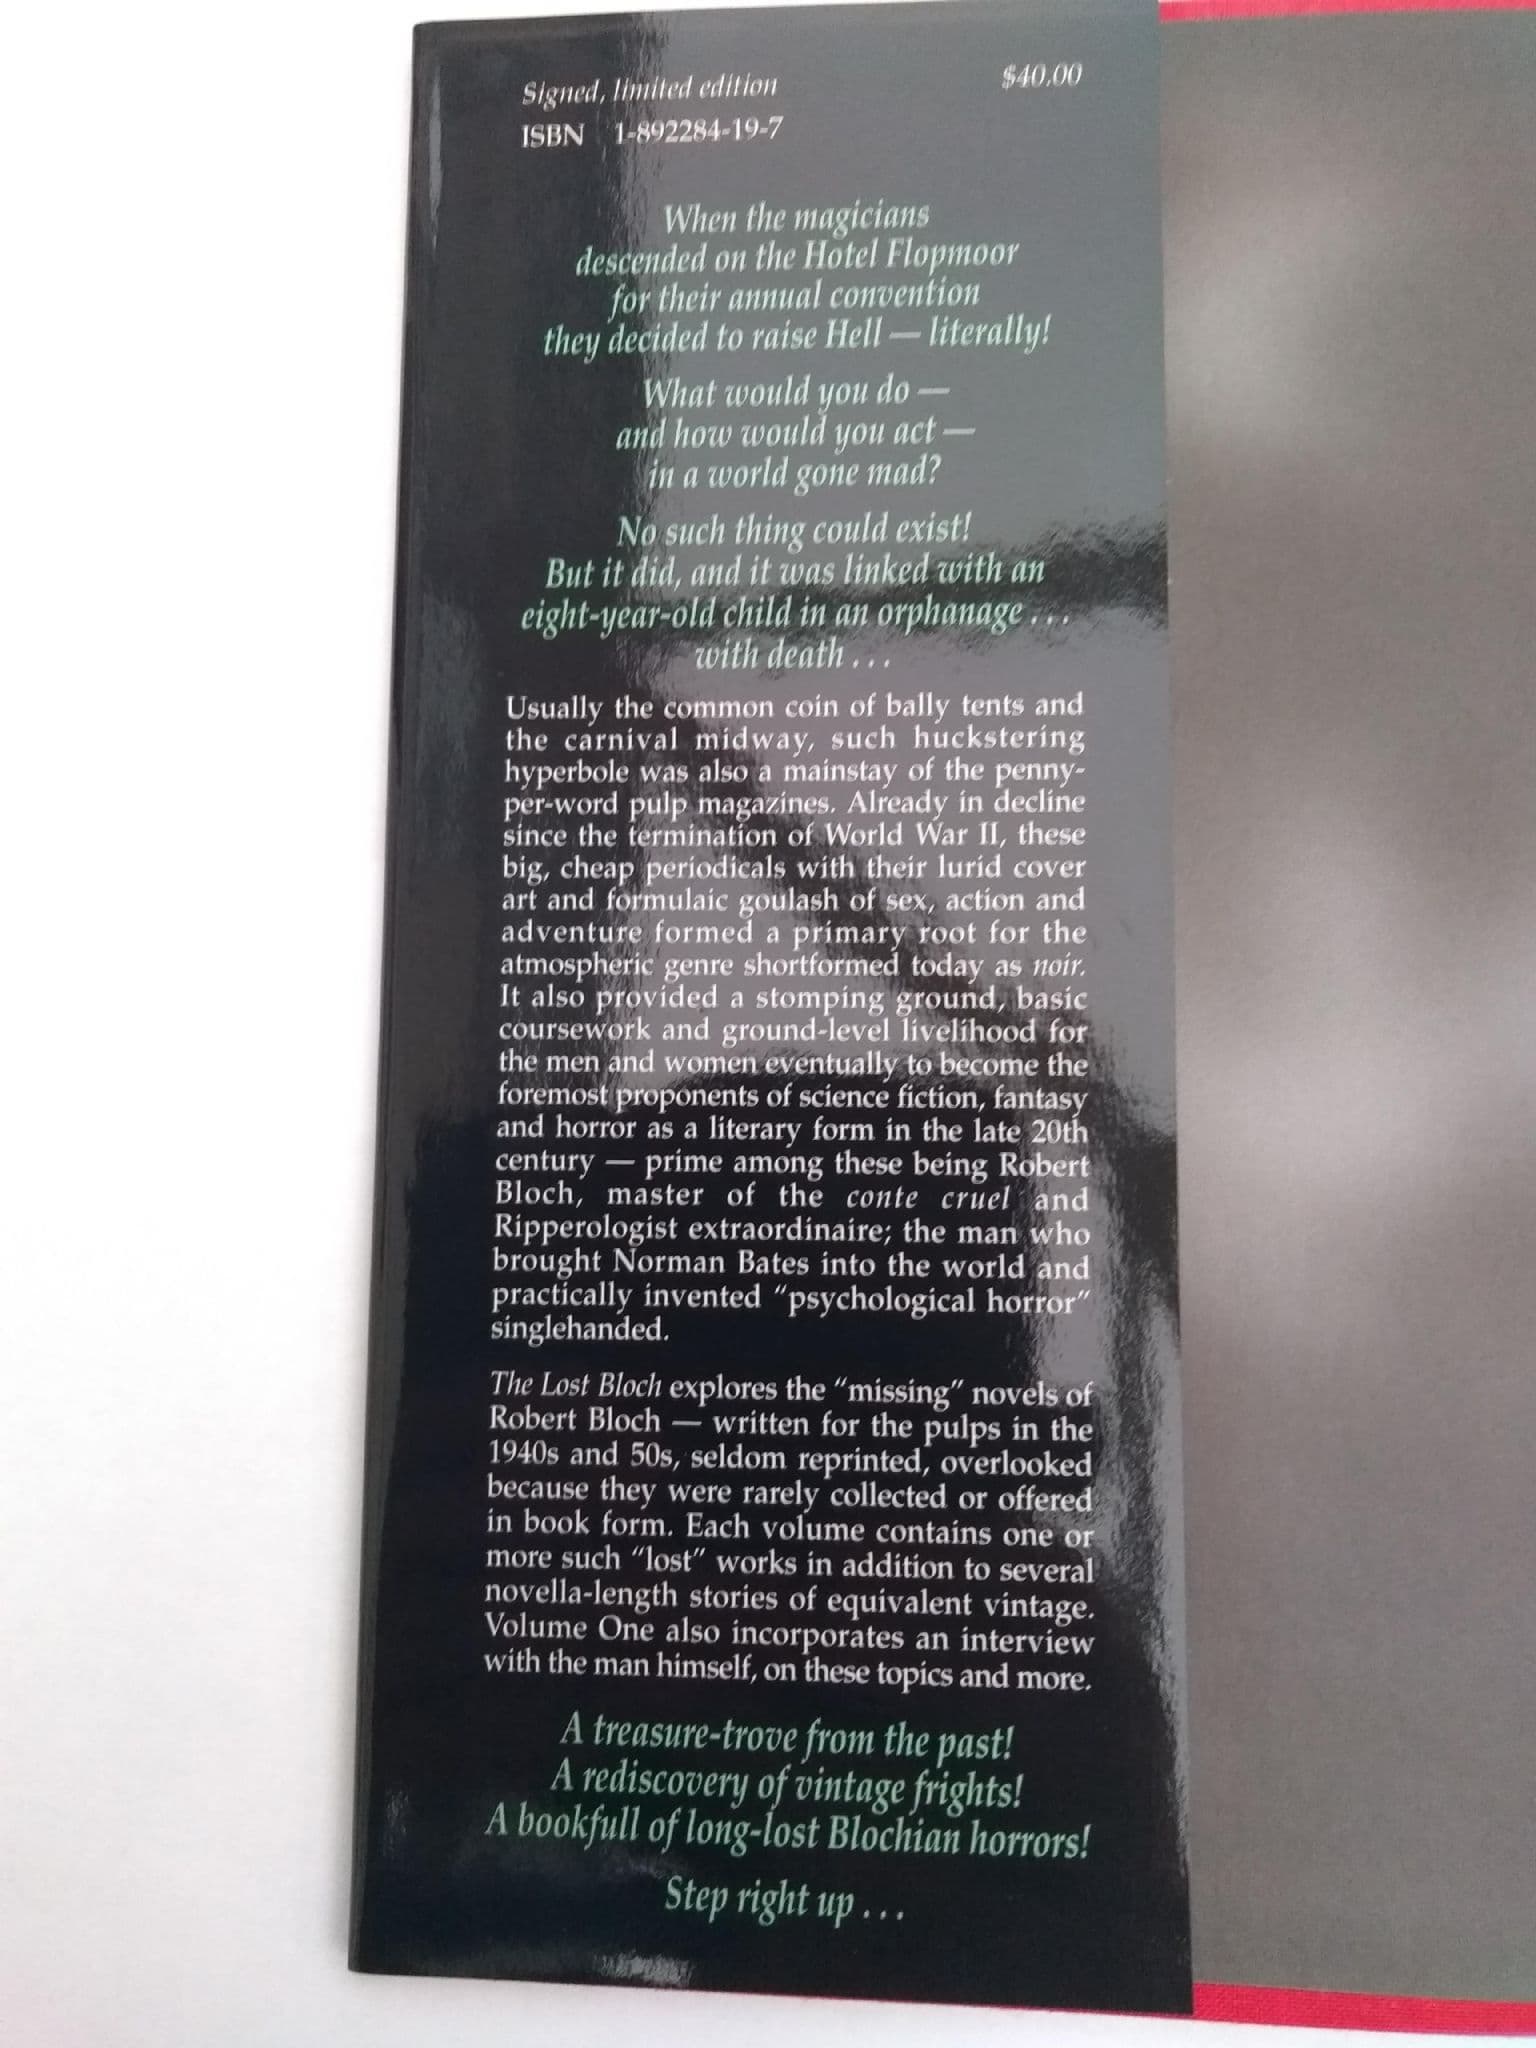 Signed, limited edition $40.00
ISBN 1-892284-19-7
When the magicians
descended on the Hotel Flopmoor
for their annual convention
they decided to raise Hell — literally!
What would you do —
and how would you act —
in a world gone mad?
No such thing could exist!
But it did, and it was linked with an
eight-year-old child in an orphanage . . .
with death . . .
Usually the common coin of bally tents and
the carnival midway, such huckstering
hyperbole was also a mainstay of the penny-
per-word pulp magazines. Already in decline
since the termination of World War II, these
big, cheap periodicals with their lurid cover
art and formulaic goulash of sex, action and
adventure formed a primary root for the
atmospheric genre shortformed today as noir.
It also provided a stomping ground, basic
coursework and ground-level livelihood for
the men and women eventually to become the
foremost proponents of science fiction, fantasy
and horror as a literary form in the late 20th
century — prime among these being Robert
Bloch, master of the conte cruel and
Ripperologist extraordinaire; the man who
brought Norman Bates into the world and
practically invented "psychological horror"
singlehanded.
The Lost Bloch explores the "missing" novels of
Robert Bloch — written for the pulps in the
1940s and 50s, seldom reprinted, overlooked
because they were rarely collected or offered
in book form. Each volume contains one or
more such "lost" works in addition to several
novella-length stories of equivalent vintage.
Volume One also incorporates an interview
with the man himself, on these topics and more.
A treasure-trove from the past!
A rediscovery of vintage frights!
A bookfull of long-lost Blochian horrors!
Step right up . . .